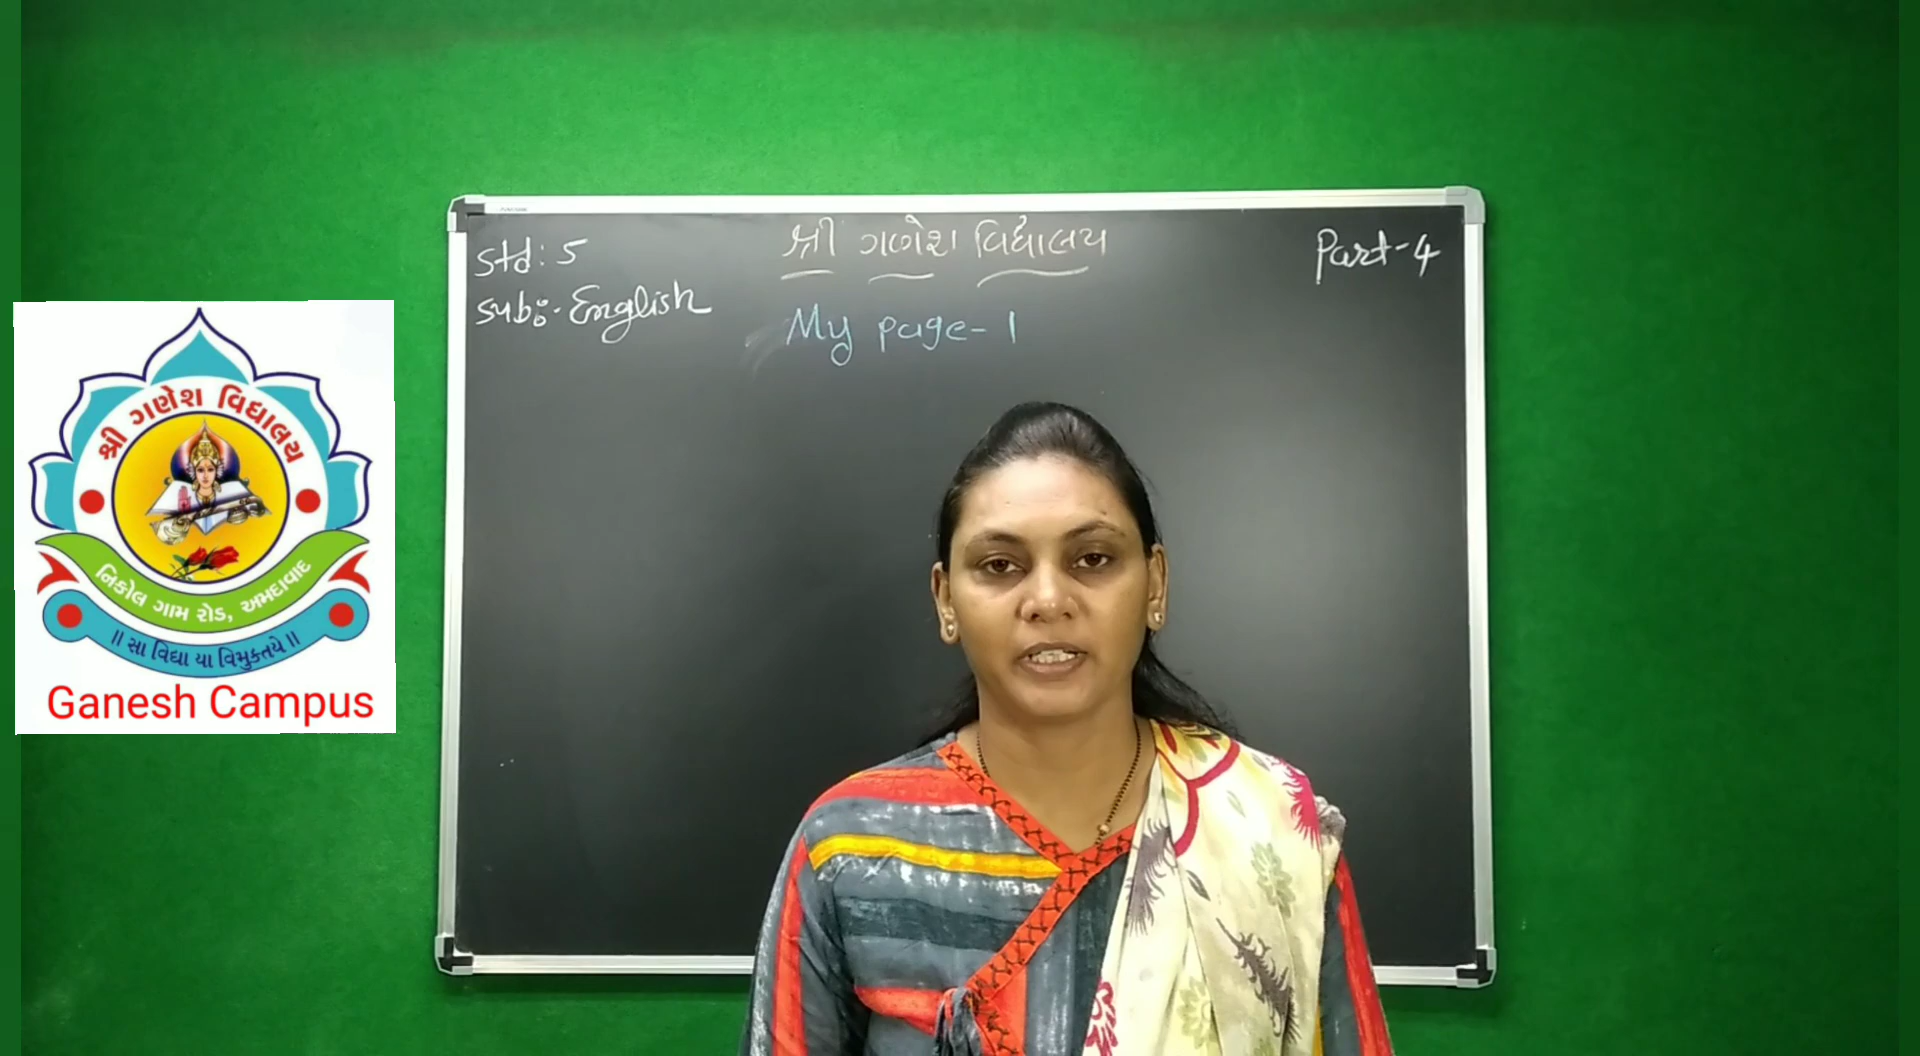 Std: 5
શ્રી ગણેશ વિદ્યાલય
Part-4
Sub:- English
My page-1
શ્રી ગણેશ વિદ્યાલય
નિકોલ ગામ રોડ, અમદાવાદ
॥ સા વિદ્યા યા વિમુક્તયે ॥
Ganesh Campus